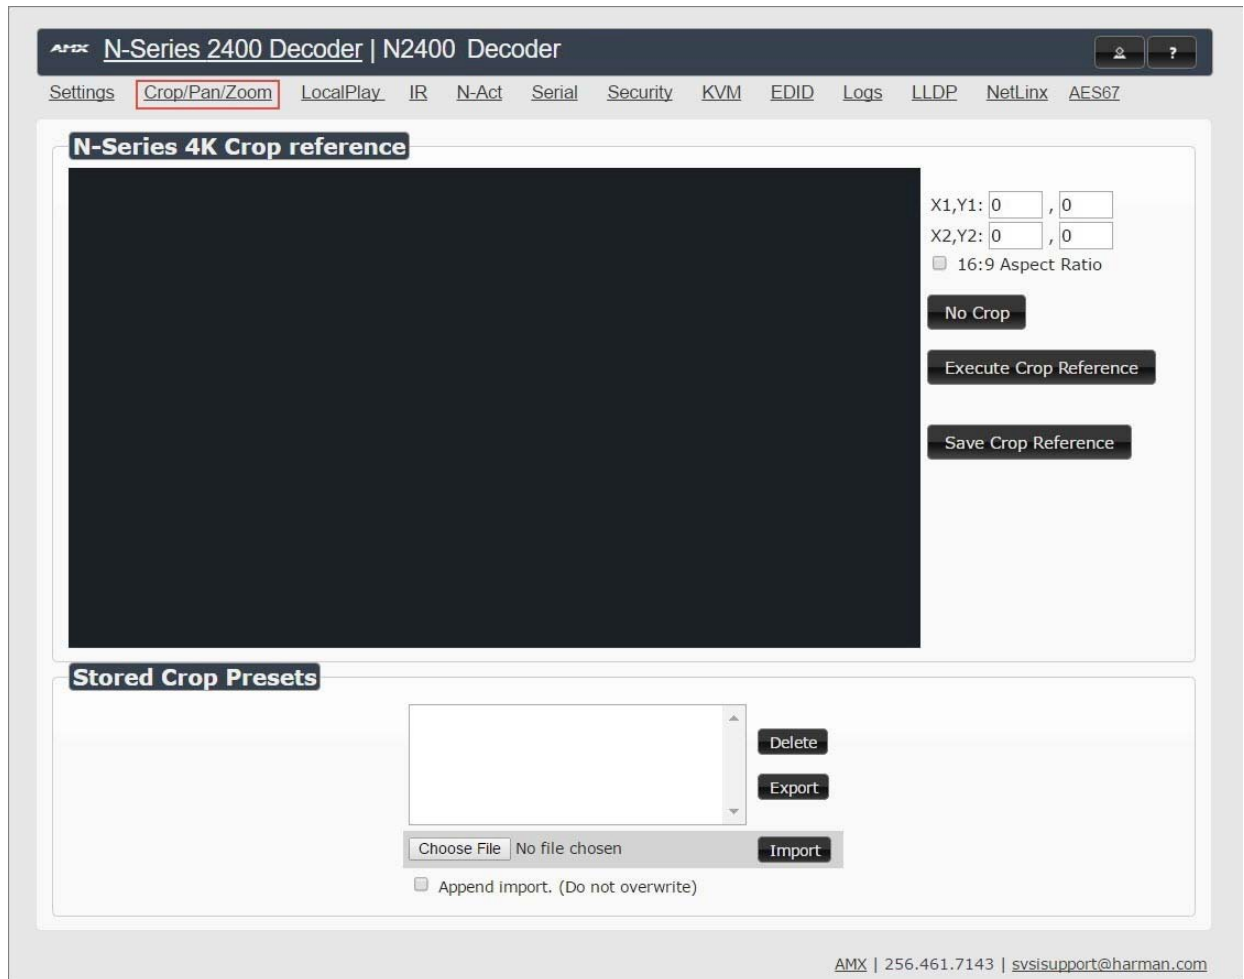 AMX N-Series 2400 Decoder | N2400 Decoder ?
Settings Crop/Pan/Zoom LocalPlay IR N-Act Serial Security KVM EDID Logs LLDP NetLinx AES67
N-Series 4K Crop reference
X1,Y1: 0 , 0
X2,Y2: 0 , 0
16:9 Aspect Ratio
No Crop
Execute Crop Reference
Save Crop Reference
Stored Crop Presets
Delete
Export
Choose File No file chosen Import
Append import. (Do not overwrite)
AMX | 256.461.7143 | svsisupport@harman.com